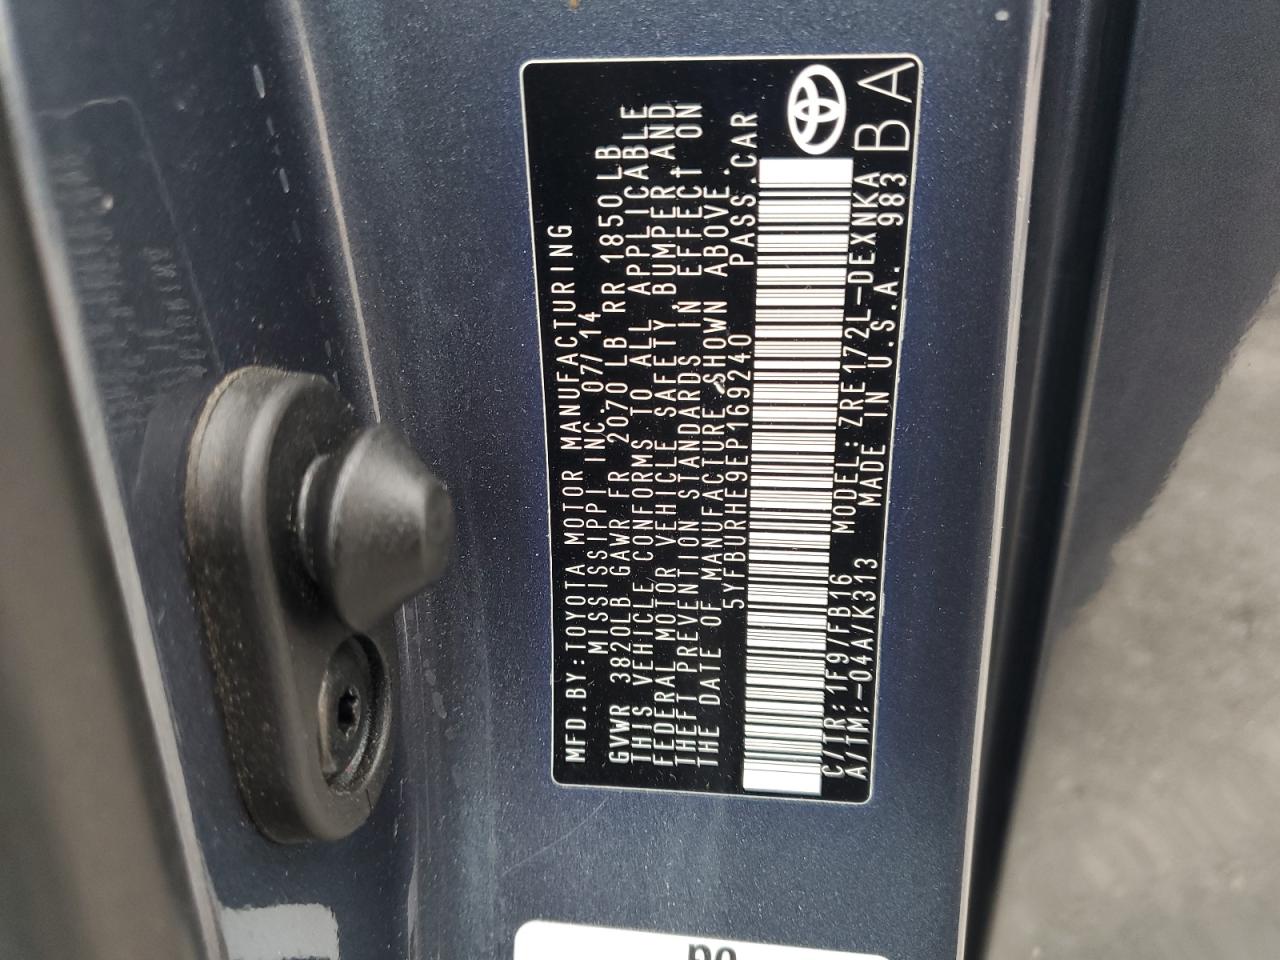 MFD.BY:TOYOTA MOTOR MANUFACTURING
MISSISSIPPI INC. 07/14
GVWR 3820LB GAWR FR 2070 LB RR 1850 LB
THIS VEHICLE CONFORMS TO ALL APPLICABLE
FEDERAL MOTOR VEHICLE SAFETY, BUMPER AND
THEFT PREVENTION STANDARDS IN EFFECT ON
THE DATE OF MANUFACTURE SHOWN ABOVE.
5YFBURHE9EP169240 PASS.CAR
C/TR: 1F9/FB16 MODEL: ZRE172L-DEXNKA
A/TM:-04A/K313 MADE IN U.S.A. 983
BA